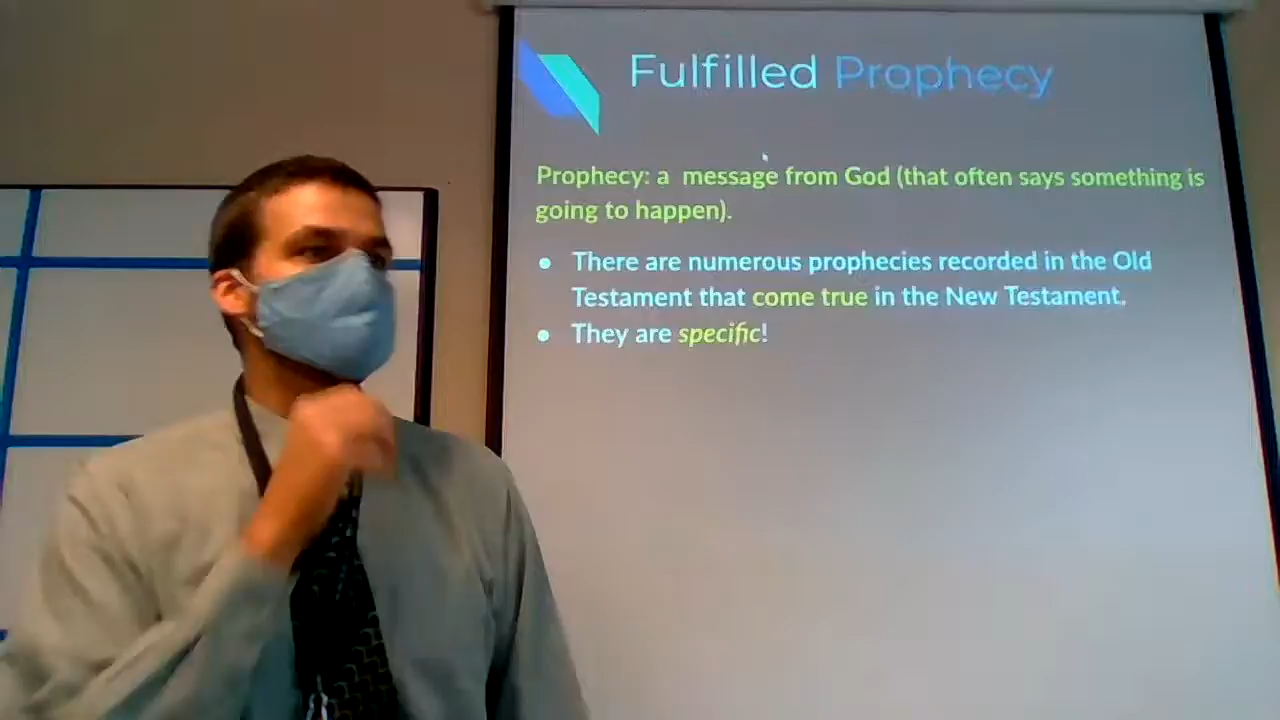 Fulfilled Prophecy
Prophecy: a message from God (that often says something is
going to happen).
• There are numerous prophecies recorded in the Old
Testament that come true in the New Testament.
• They are specific!